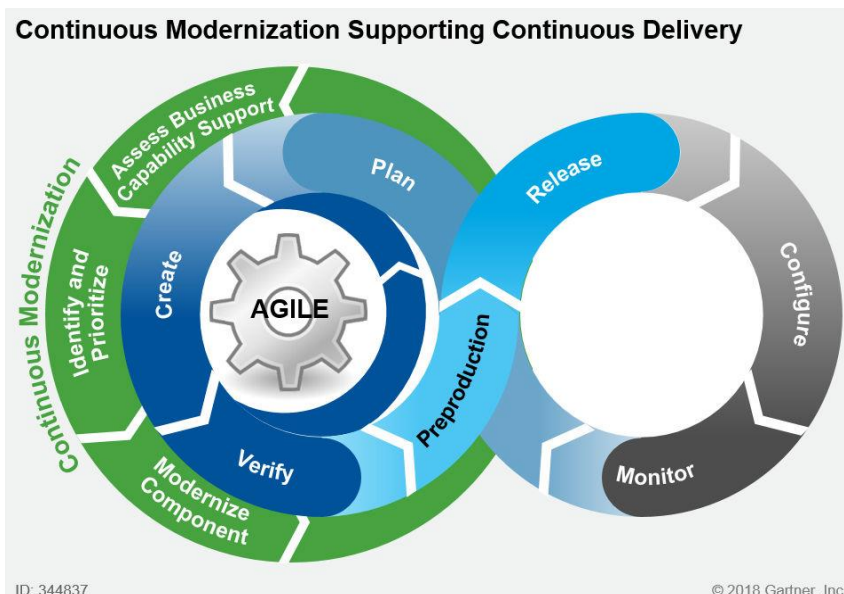 Continuous Modernization Supporting Continuous Delivery
Continuous Modernization
Assess Business
Capability Support
Identify and
Prioritize
Modernize
Component
Create
Plan
Verify
AGILE
Preproduction
Release
Configure
Monitor
ID: 344837
© 2018 Gartner, Inc